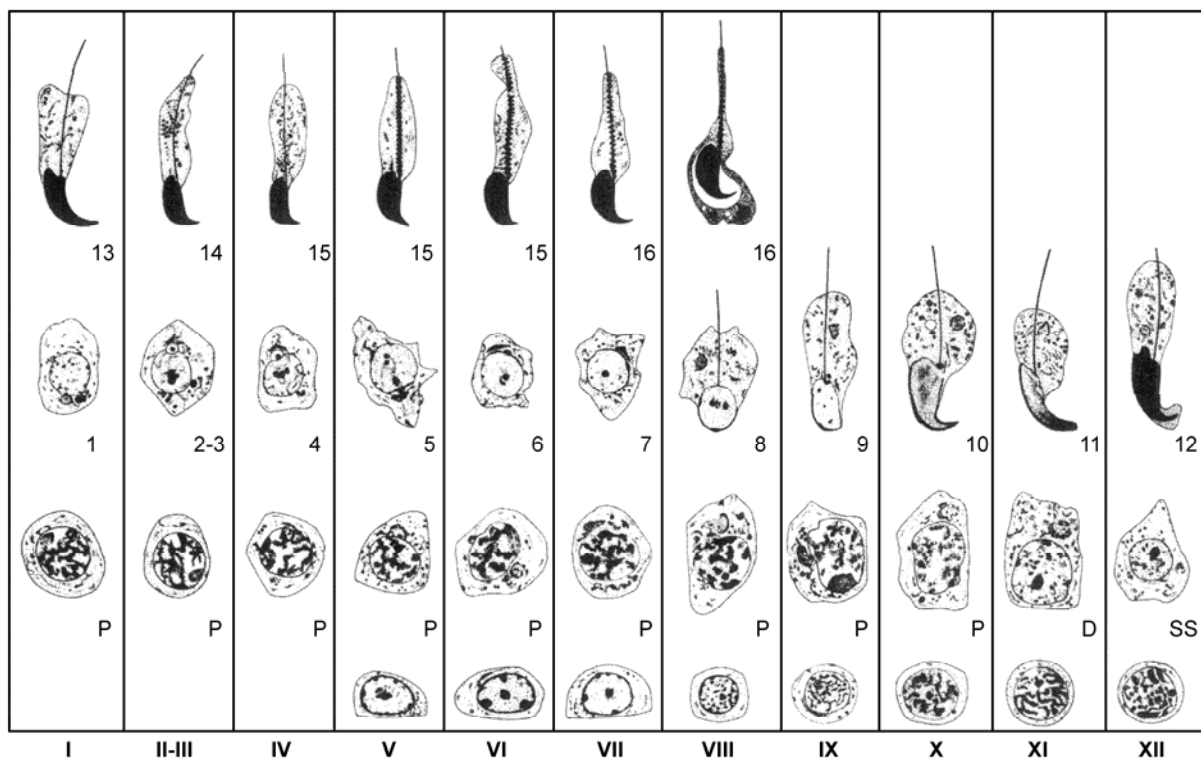 13 14 15 15 15 16 16
1 2-3 4 5 6 7 8 9 10 11 12
P P P P P P P P P D SS
I II-III IV V VI VII VIII IX X XI XII